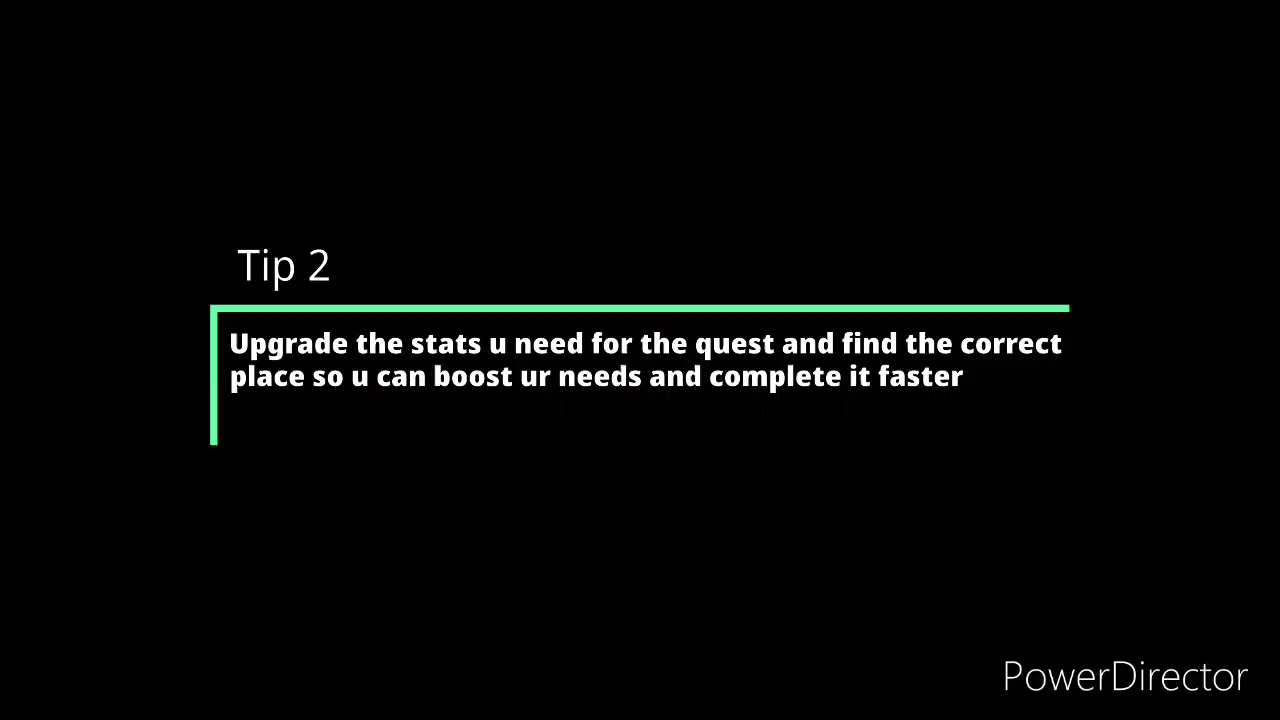 Tip 2
Upgrade the stats u need for the quest and find the correct
place so u can boost ur needs and complete it faster
PowerDirector